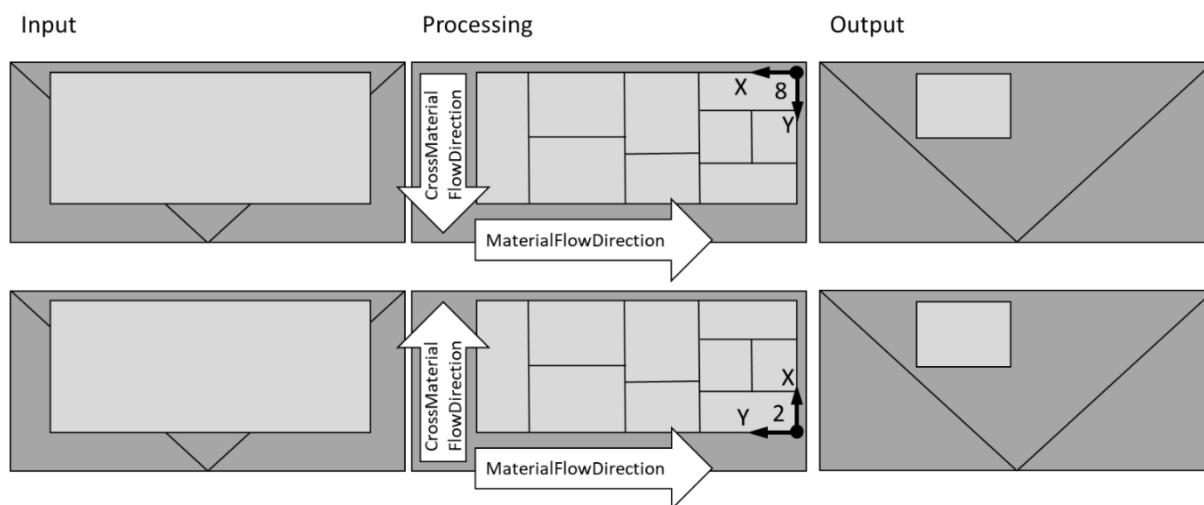 Input
Processing
Output
CrossMaterial
FlowDirection
X
8
Y
MaterialFlowDirection
CrossMaterial
FlowDirection
X
Y
2
MaterialFlowDirection